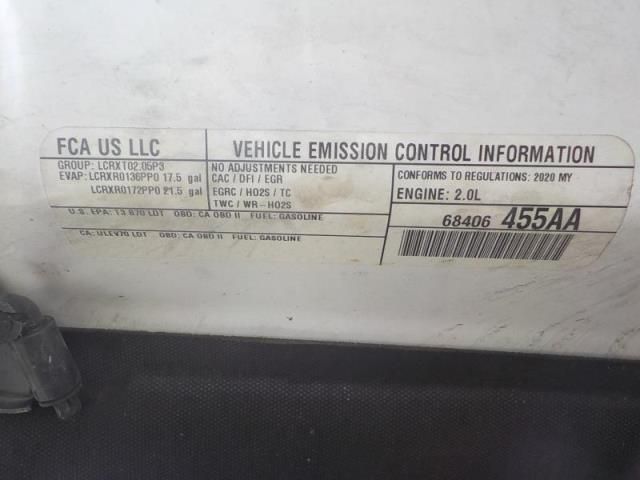 FCA US LLC
GROUP: LCRXT02.05P3
EVAP: LCRXR0136PP0 17.5 gal
LCRXR0172PP0 21.5 gal
VEHICLE EMISSION CONTROL INFORMATION
NO ADJUSTMENTS NEEDED
CAC / DFI / EGR
EGRC / HO2S / TC
TWC / WR-HO2S
CONFORMS TO REGULATIONS: 2020 MY
ENGINE: 2.0L
U.S. EPA: T3 B70 LDT OBD: CA OBD II FUEL: GASOLINE
CA: ULEV70 LDT OBD: CA OBD II FUEL: GASOLINE
68406 455AA